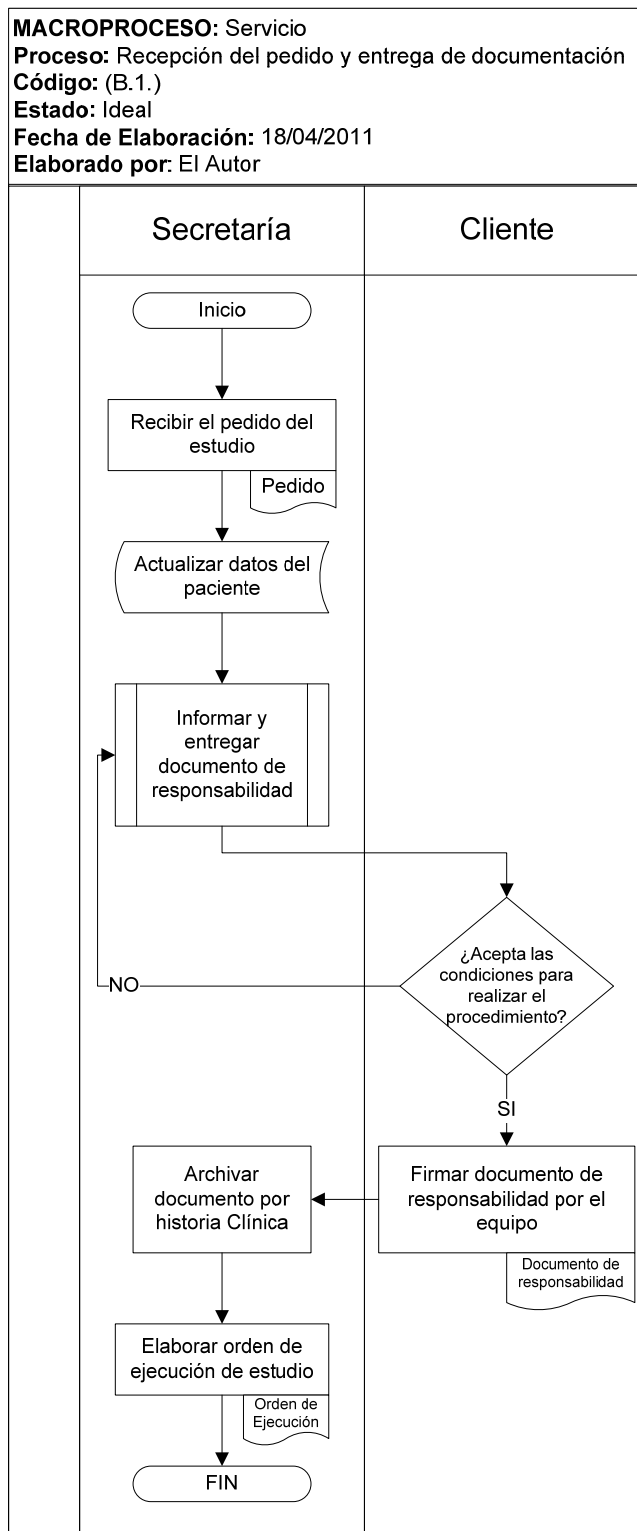 MACROPROCESO: Servicio
Proceso: Recepción del pedido y entrega de documentación
Código: (B.1.)
Estado: Ideal
Fecha de Elaboración: 18/04/2011
Elaborado por: El Autor
Secretaría
Cliente
Inicio
Recibir el pedido del
estudio
Pedido
Actualizar datos del
paciente
Informar y
entregar
documento de
responsabilidad
¿Acepta las
condiciones para
realizar el
procedimiento?
NO
SI
Firmar documento de
responsabilidad por el
equipo
Documento de
responsabilidad
Archivar
documento por
historia Clínica
Elaborar orden de
ejecución de estudio
Orden de
Ejecución
FIN